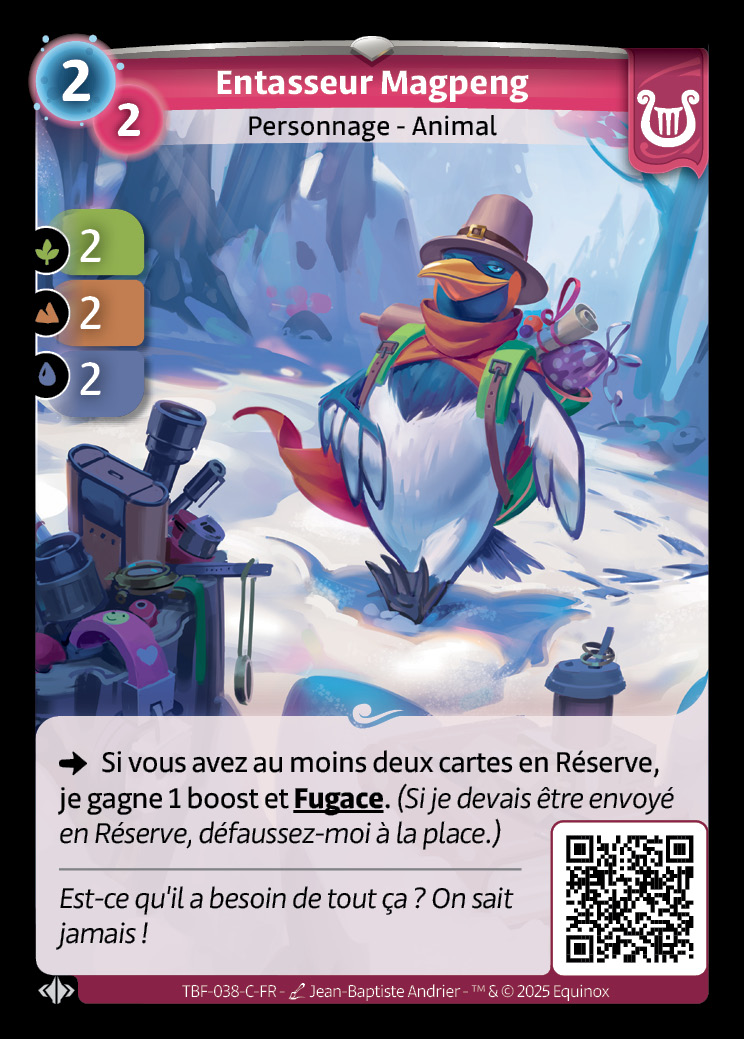 2
Entasseur Magpeng
2
Personnage - Animal
2
2
2
Si vous avez au moins deux cartes en Réserve,
je gagne 1 boost et Fugace. (Si je devais être envoyé
en Réserve, défaussez-moi à la place.)
Est-ce qu'il a besoin de tout ça ? On sait
jamais !
TBF-038-C-FR - Jean-Baptiste Andrier - ™ & © 2025 Equinox